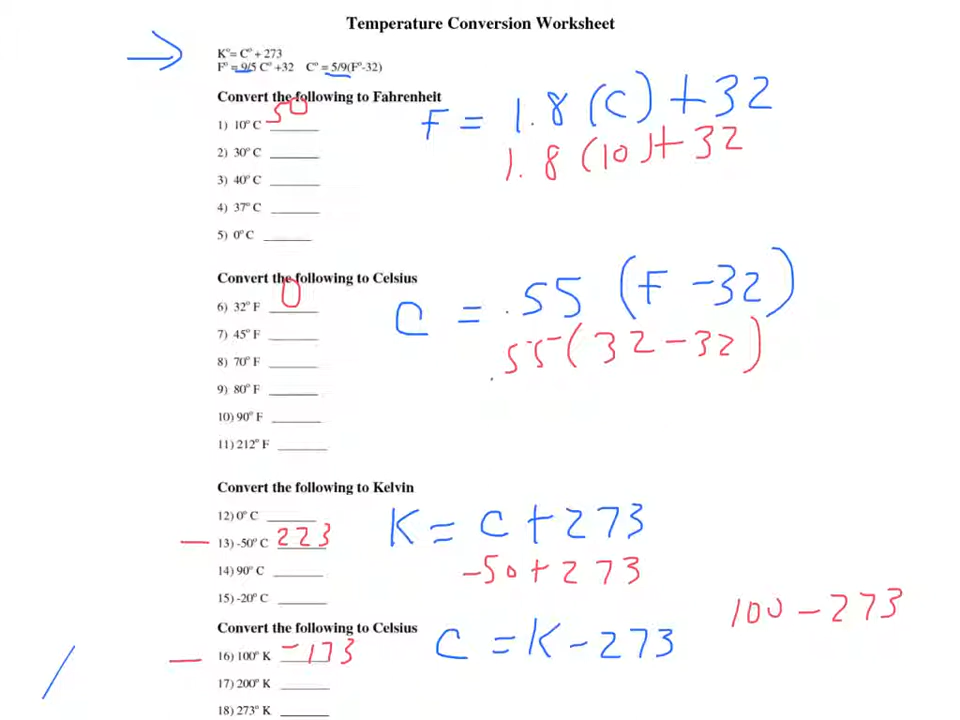 Temperature Conversion Worksheet
K° = C° + 273
F° = 9/5 C° +32 C° = 5/9(F°-32)
Convert the following to Fahrenheit
1) 10° C 50
F = 1.8 (C) + 32
1.8 (10) + 32
2) 30° C
3) 40° C
4) 37° C
5) 0° C
Convert the following to Celsius
6) 32° F 0
C = .55 (F - 32)
.55 (32 - 32)
7) 45° F
8) 70° F
9) 80° F
10) 90° F
11) 212° F
Convert the following to Kelvin
12) 0° C
K = C + 273
13) -50° C 223
-50 + 273
14) 90° C
15) -20° C
100 - 273
Convert the following to Celsius
C = K - 273
16) 100° K -173
17) 200° K
18) 273° K